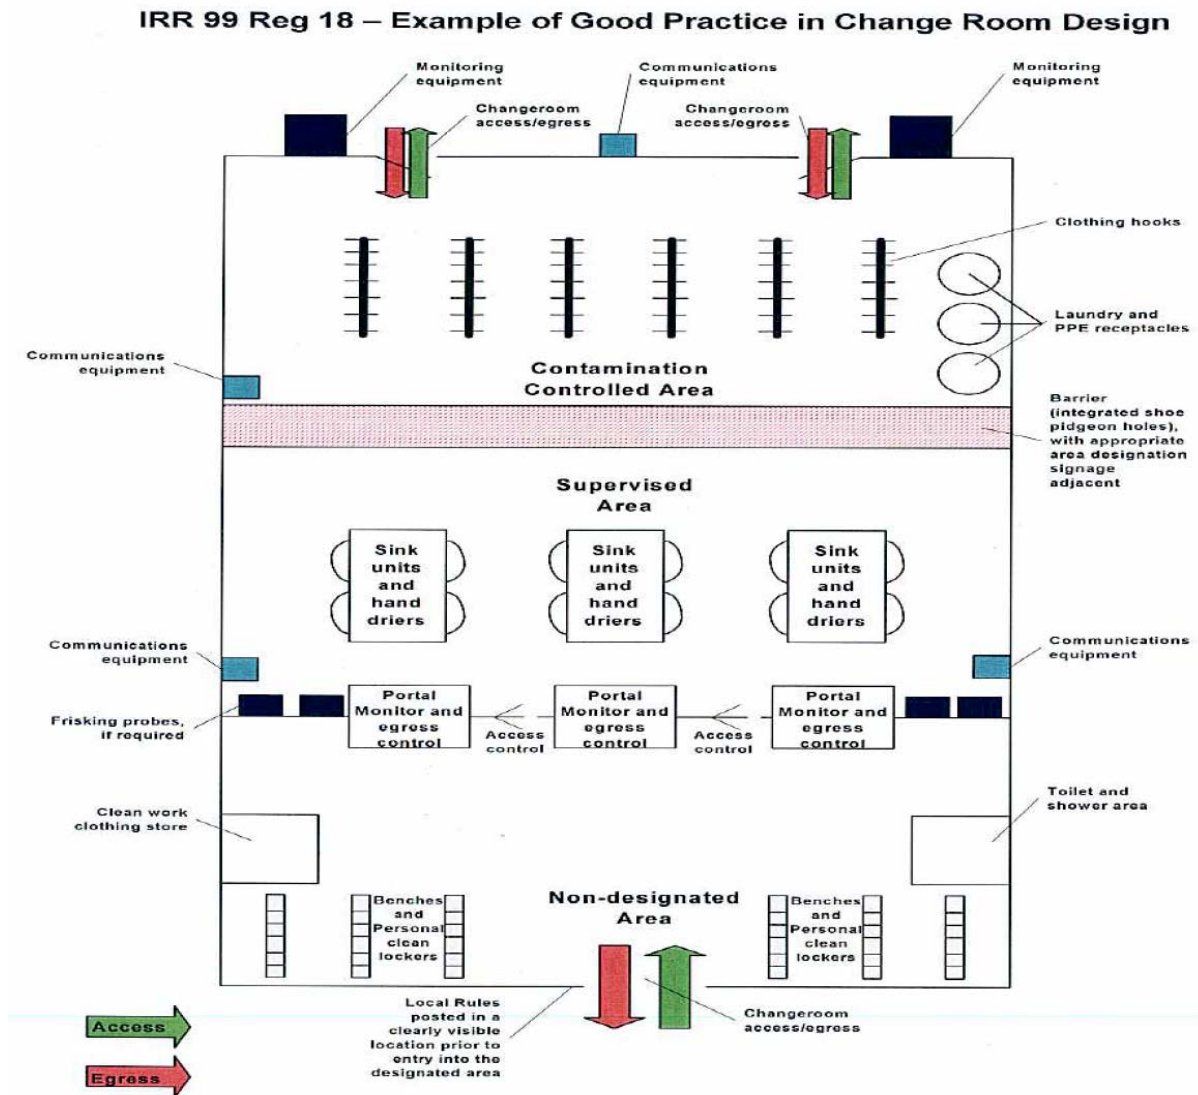 IRR 99 Reg 18 – Example of Good Practice in Change Room Design
Monitoring
equipment
Communications
equipment
Monitoring
equipment
Changeroom
access/egress
Changeroom
access/egress
Clothing hooks
Laundry and
PPE receptacles
Communications
equipment
Contamination
Controlled Area
Barrier
(integrated shoe
pidgeon holes),
with appropriate
area designation
signage
adjacent
Supervised
Area
Sink
units
and
hand
driers
Sink
units
and
hand
driers
Sink
units
and
hand
driers
Communications
equipment
Communications
equipment
Frisking probes,
if required
Portal
Monitor and
egress
control
Access
control
Portal
Monitor and
egress
control
Access
control
Portal
Monitor and
egress
control
Clean work
clothing store
Toilet and
shower area
Non-designated
Area
Benches
and
Personal
clean
lockers
Benches
and
Personal
clean
lockers
Local Rules
posted in a
clearly visible
location prior to
entry into the
designated area
Changeroom
access/egress
Access
Egress